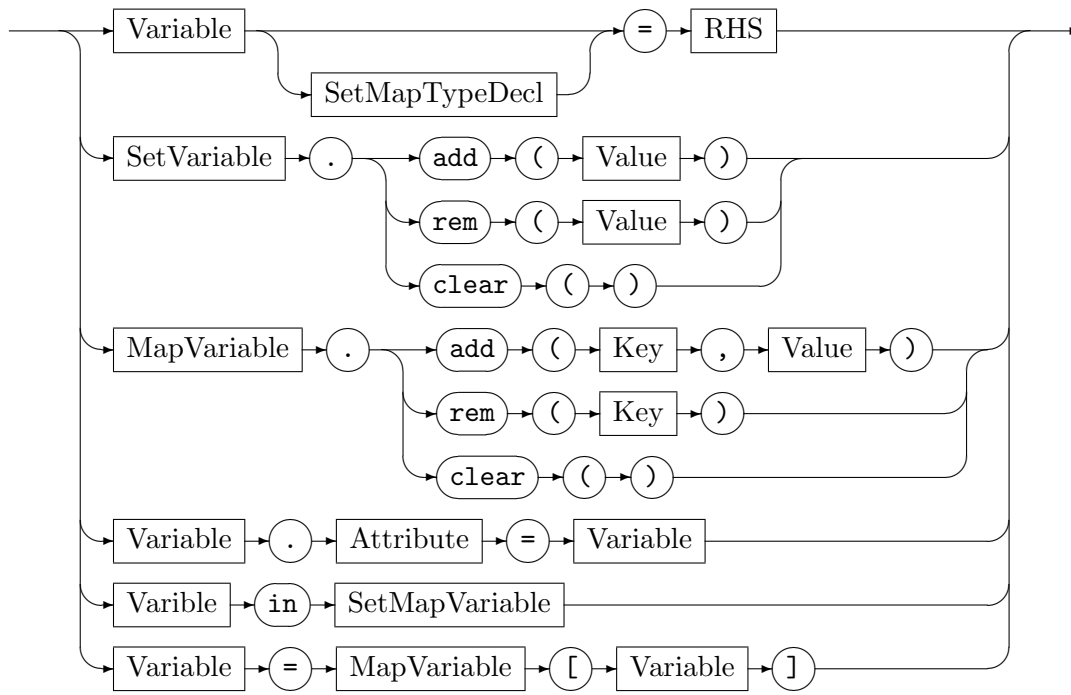 Variable = RHS
SetMapTypeDecl
SetVariable . add ( Value )
rem ( Value )
clear ( )
MapVariable . add ( Key , Value )
rem ( Key )
clear ( )
Variable . Attribute = Variable
Varible in SetMapVariable
Variable = MapVariable [ Variable ]